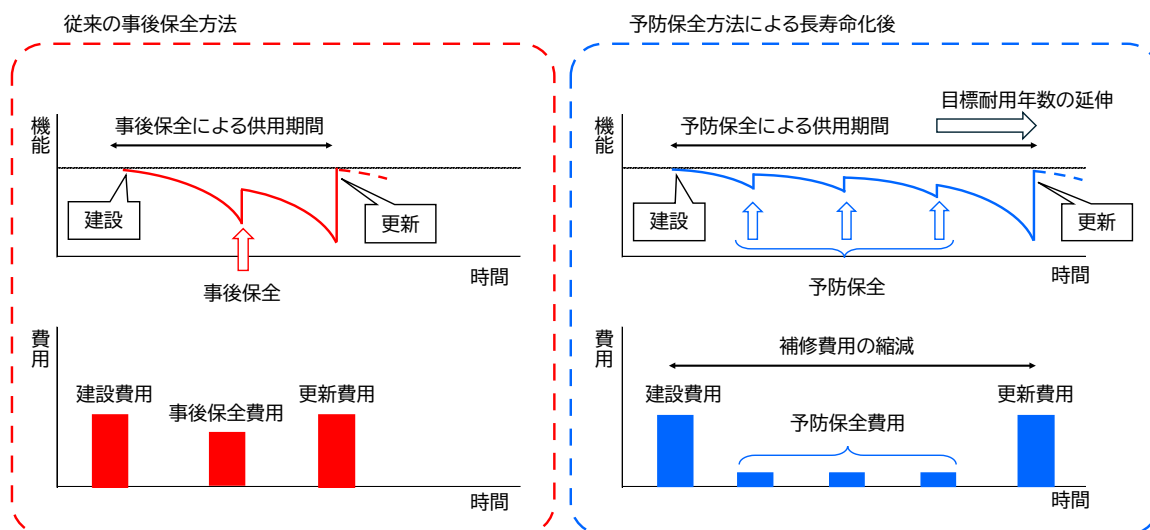 従来の事後保全方法
機能
事後保全による供用期間
建設
更新
時間
事後保全
費用
建設費用
事後保全費用
更新費用
時間
予防保全方法による長寿命化後
目標耐用年数の延伸
機能
予防保全による供用期間
建設
更新
時間
予防保全
費用
補修費用の縮減
建設費用
更新費用
予防保全費用
時間